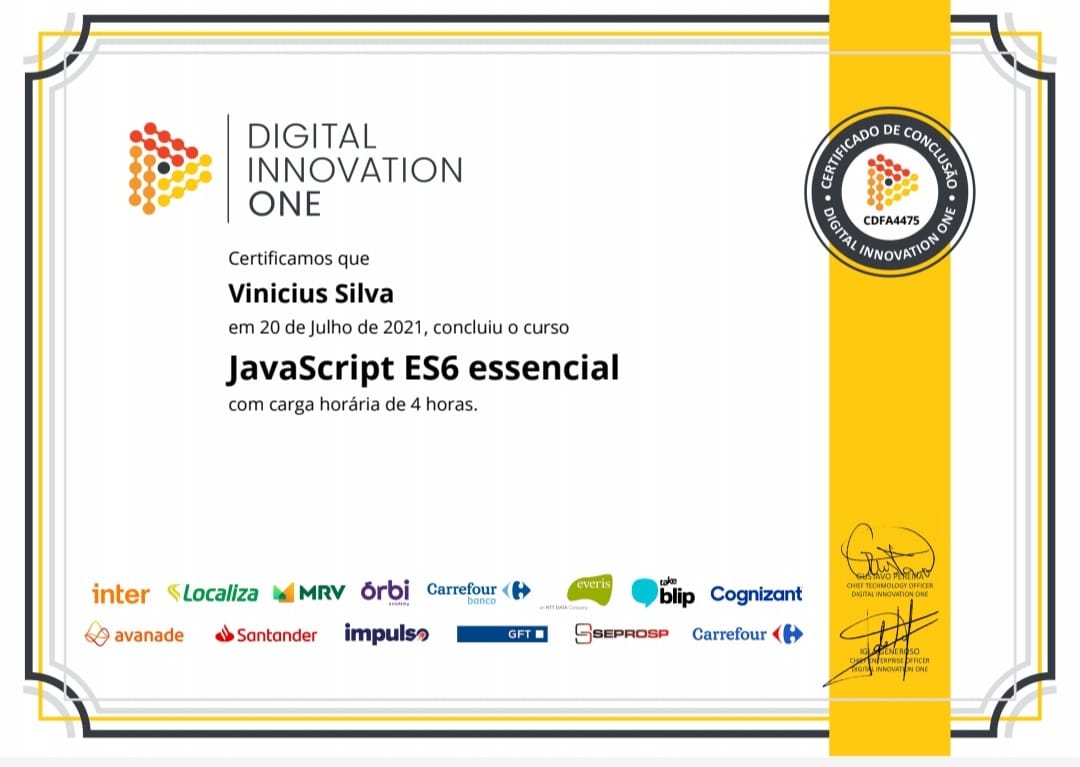 DIGITAL
INNOVATION
ONE
CERTIFICADO DE CONCLUSÃO
CDFA4475
DIGITAL INNOVATION ONE
Certificamos que
Vinicius Silva
em 20 de Julho de 2021, concluiu o curso
JavaScript ES6 essencial
com carga horária de 4 horas.
inter Localiza MRV órbi academy Carrefour banco everis an NTT DATA Company take blip Cognizant
avanade Santander impulso GFT SEPROSP Carrefour
GUSTAVO PEREIRA
CHIEF TECHNOLOGY OFFICER
DIGITAL INNOVATION ONE
GENEROSO
CHIEF ENTERPRISE OFFICER
DIGITAL INNOVATION ONE